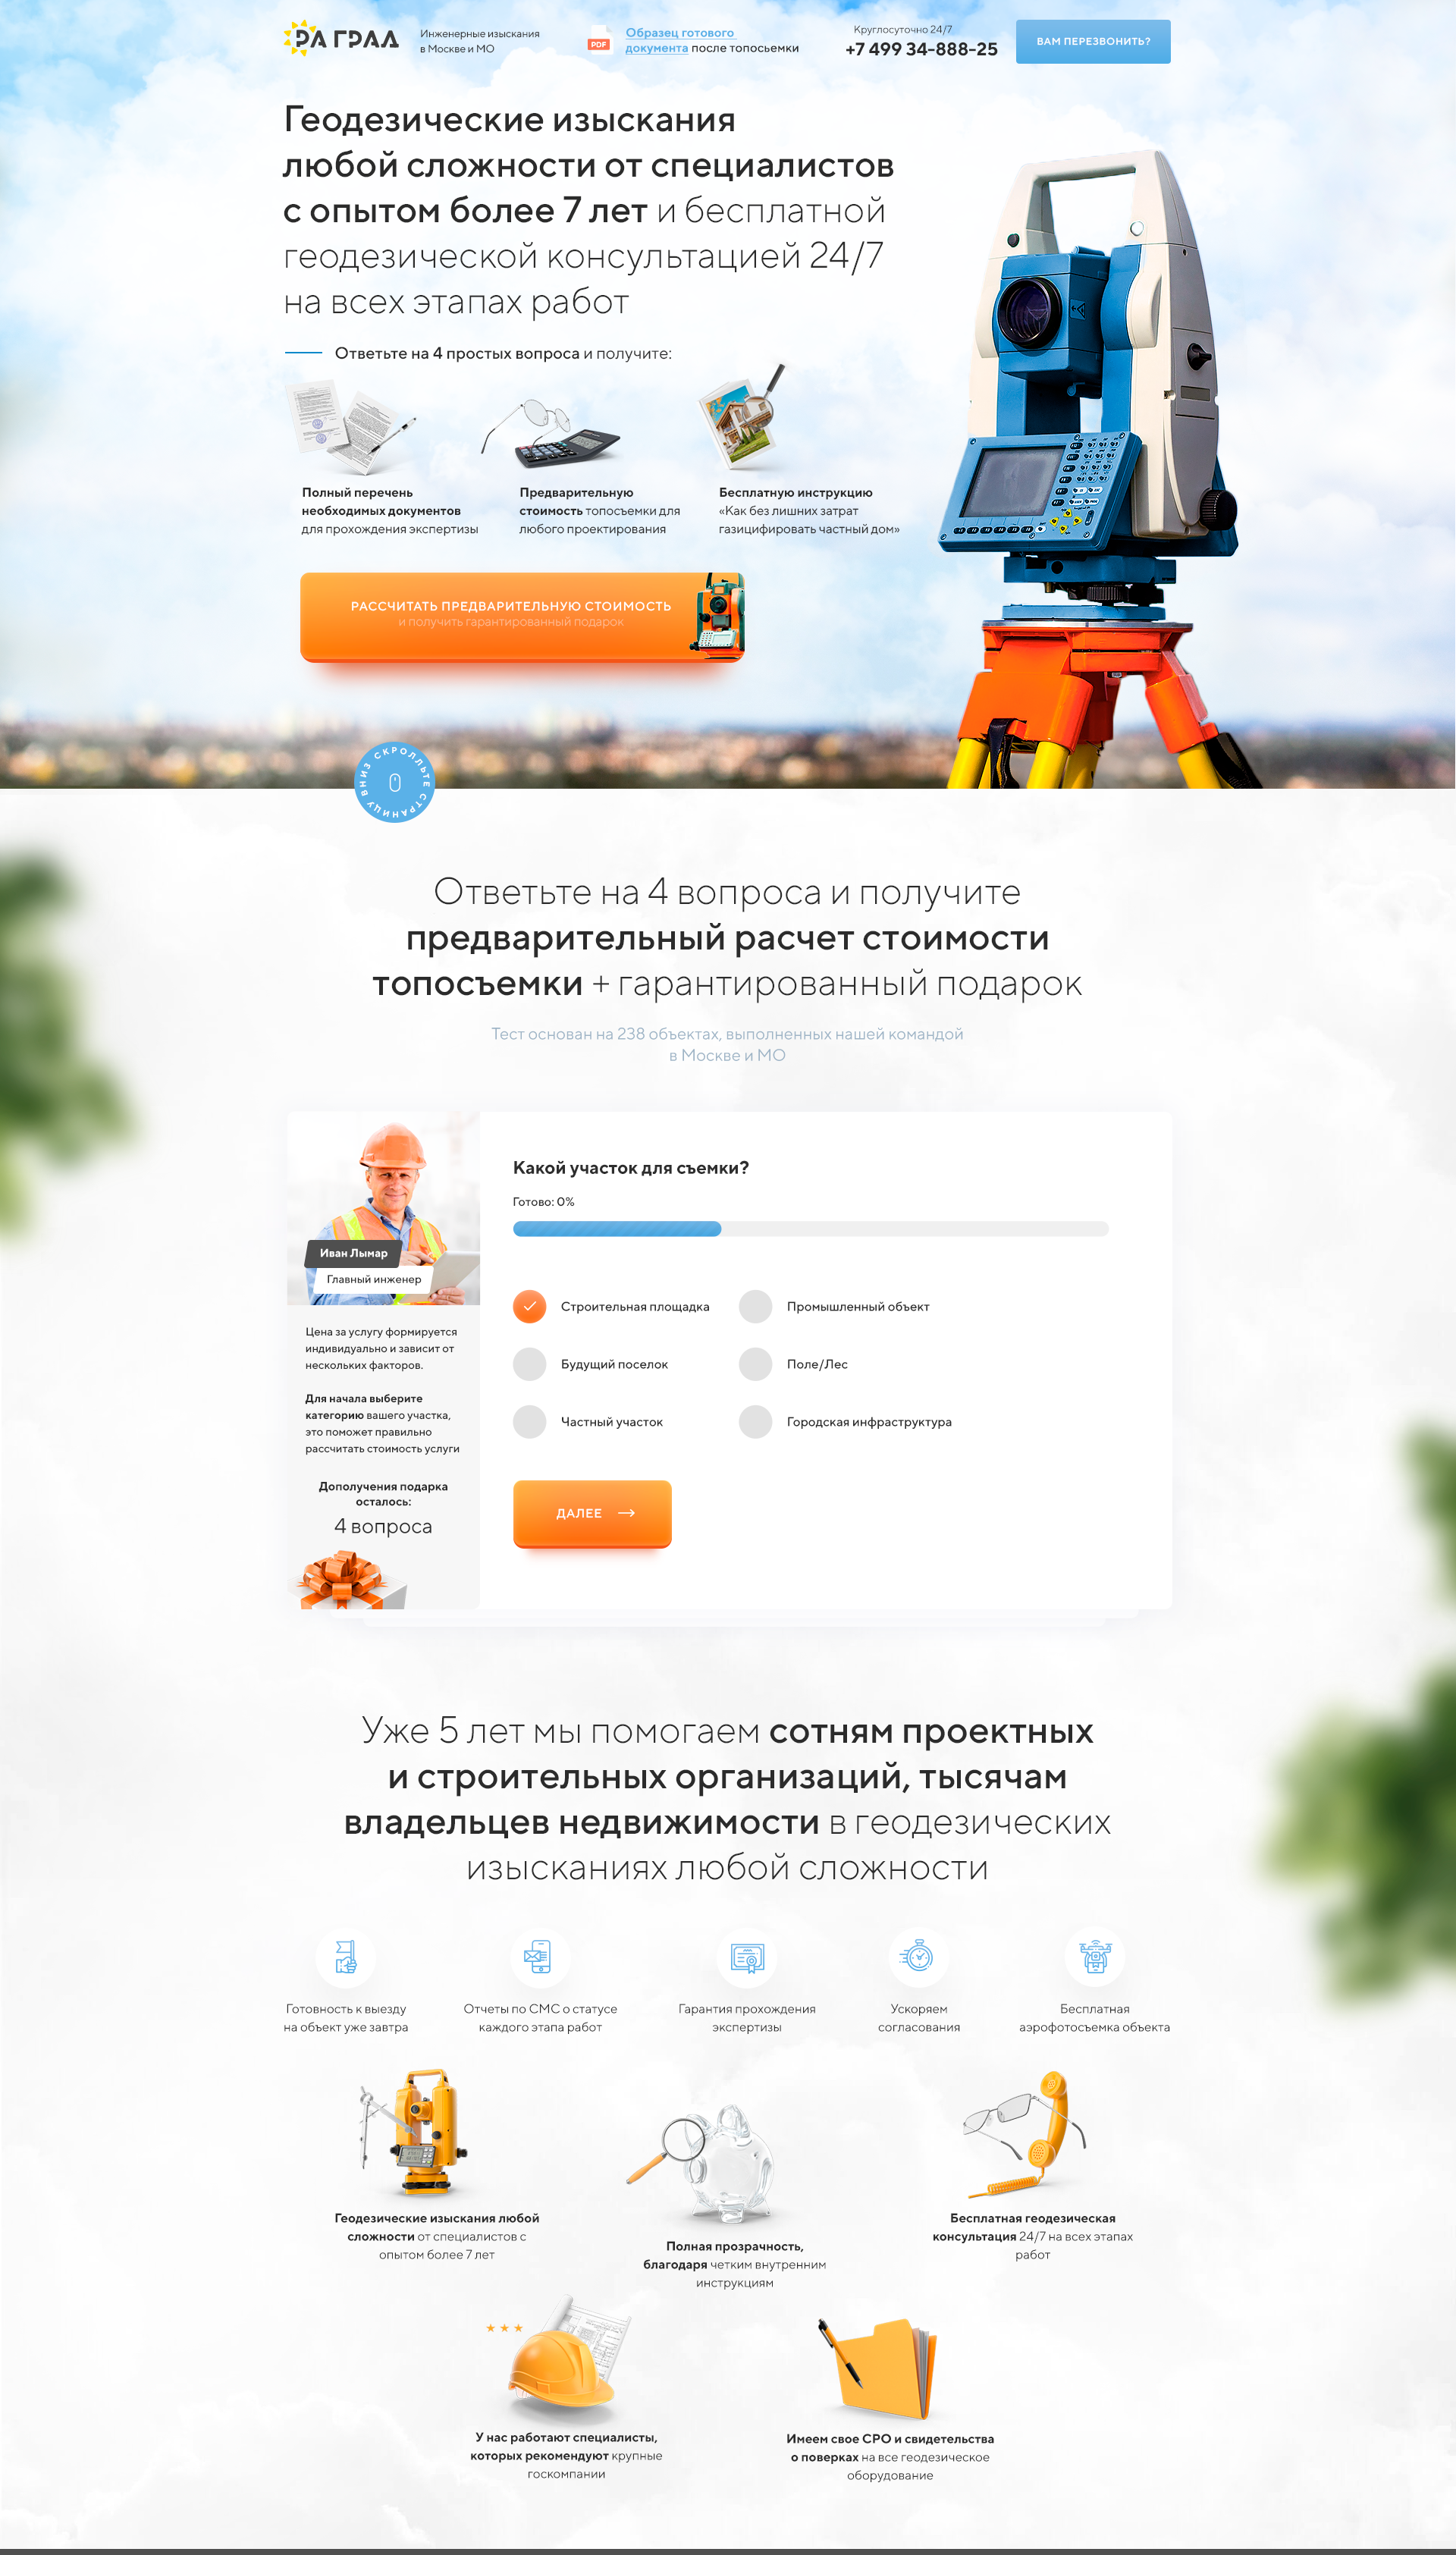 РА ГРАД
Инженерные изыскания
в Москве и МО
PDF
Образец готового
документа после топосьемки
Круглосуточно 24/7
+7 499 34-888-25
ВАМ ПЕРЕЗВОНИТЬ?
Геодезические изыскания
любой сложности от специалистов
с опытом более 7 лет и бесплатной
геодезической консультацией 24/7
на всех этапах работ
Ответьте на 4 простых вопроса и получите:
Полный перечень
необходимых документов
для прохождения экспертизы
Предварительную
стоимость топосъемки для
любого проектирования
Бесплатную инструкцию
«Как без лишних затрат
газицифировать частный дом»
РАССЧИТАТЬ ПРЕДВАРИТЕЛЬНУЮ СТОИМОСТЬ
и получить гарантированный подарок
СКРОЛЛЬТЕ СТРАНИЦУ ВНИЗ
Ответьте на 4 вопроса и получите
предварительный расчет стоимости
топосъемки + гарантированный подарок
Тест основан на 238 объектах, выполненных нашей командой
в Москве и МО
Иван Лымар
Главный инженер
Цена за услугу формируется
индивидуально и зависит от
нескольких факторов.
Для начала выберите
категорию вашего участка,
это поможет правильно
рассчитать стоимость услуги
Дополучения подарка
осталось:
4 вопроса
Какой участок для съемки?
Готово: 0%
Строительная площадка
Промышленный объект
Будущий поселок
Поле/Лес
Частный участок
Городская инфраструктура
ДАЛЕЕ
Уже 5 лет мы помогаем сотням проектных
и строительных организаций, тысячам
владельцев недвижимости в геодезических
изысканиях любой сложности
Готовность к выезду
на объект уже завтра
Отчеты по СМС о статусе
каждого этапа работ
Гарантия прохождения
экспертизы
Ускоряем
согласования
Бесплатная
аэрофотосъемка объекта
Геодезические изыскания любой
сложности от специалистов с
опытом более 7 лет
Полная прозрачность,
благодаря четким внутренним
инструкциям
Бесплатная геодезическая
консультация 24/7 на всех этапах
работ
У нас работают специалисты,
которых рекомендуют крупные
госкомпании
Имеем свое СРО и свидетельства
о поверках на все геодезическое
оборудование